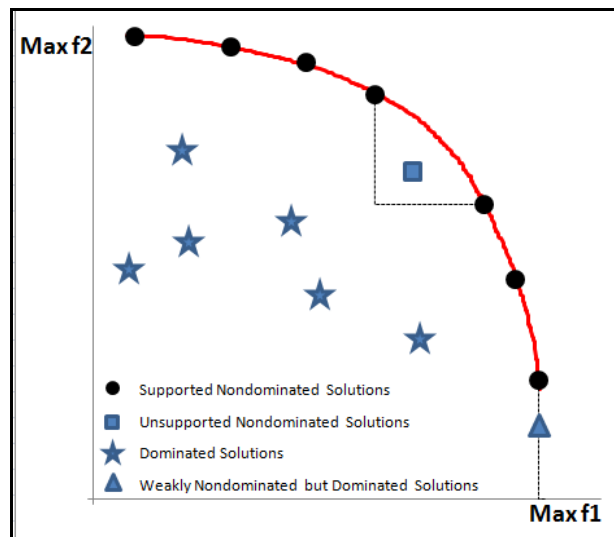 Max f2
Supported Nondominated Solutions
Unsupported Nondominated Solutions
Dominated Solutions
Weakly Nondominated but Dominated Solutions
Max f1